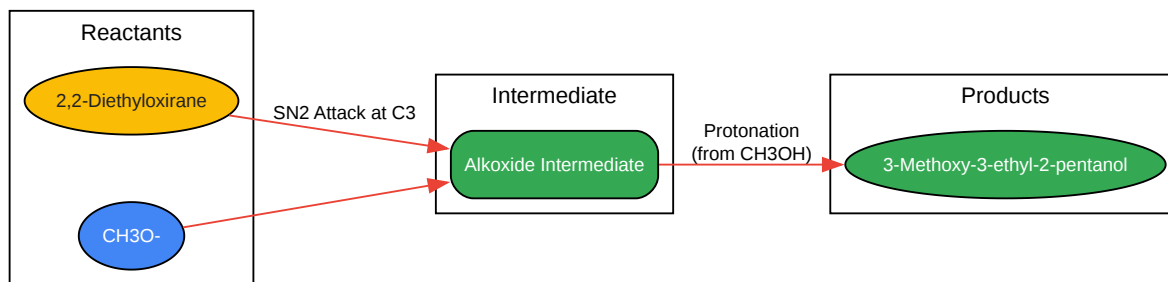 Reactants
2,2-Diethyloxirane
CH3O-
SN2 Attack at C3
Intermediate
Alkoxide Intermediate
Protonation
(from CH3OH)
Products
3-Methoxy-3-ethyl-2-pentanol